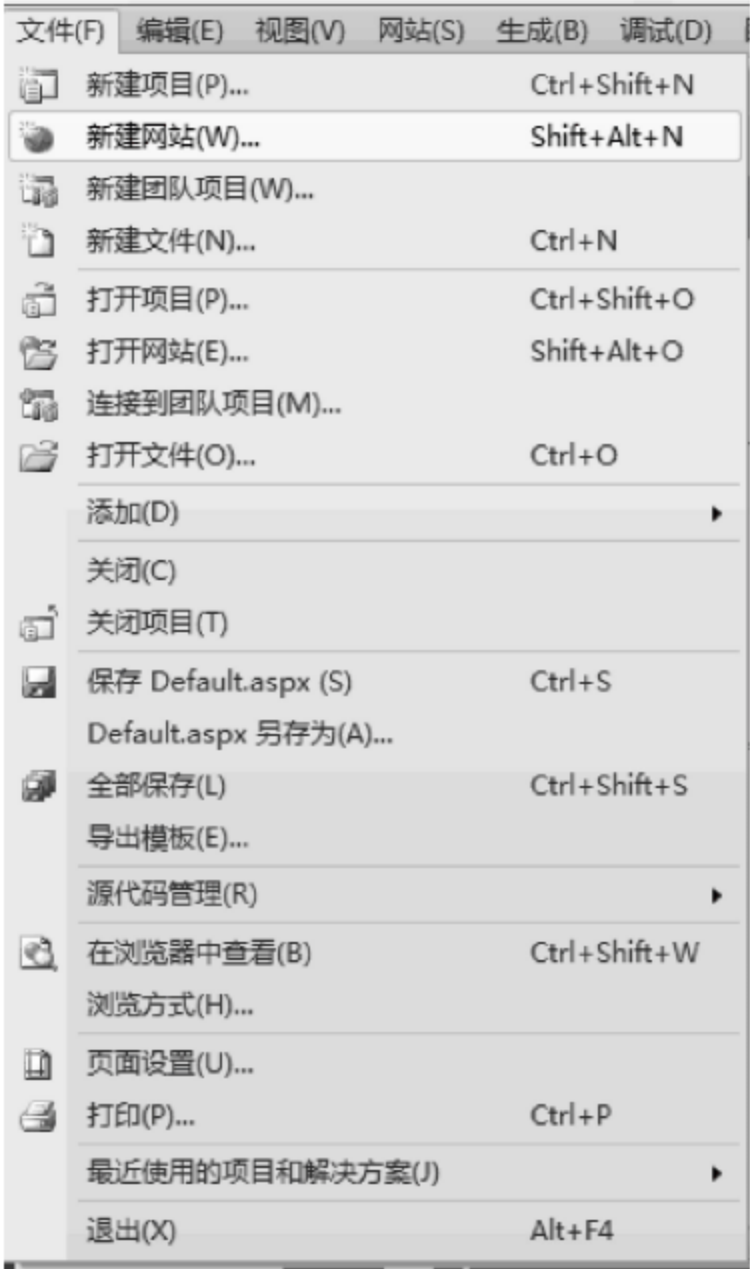 文件(F) 编辑(E) 视图(V) 网站(S) 生成(B) 调试(D)
新建项目(P)... Ctrl+Shift+N
新建网站(W)... Shift+Alt+N
新建团队项目(W)...
新建文件(N)... Ctrl+N
打开项目(P)... Ctrl+Shift+O
打开网站(E)... Shift+Alt+O
连接到团队项目(M)...
打开文件(O)... Ctrl+O
添加(D)
关闭(C)
关闭项目(T)
保存 Default.aspx (S) Ctrl+S
Default.aspx 另存为(A)...
全部保存(L) Ctrl+Shift+S
导出模板(E)...
源代码管理(R)
在浏览器中查看(B) Ctrl+Shift+W
浏览方式(H)...
页面设置(U)...
打印(P)... Ctrl+P
最近使用的项目和解决方案(J)
退出(X) Alt+F4